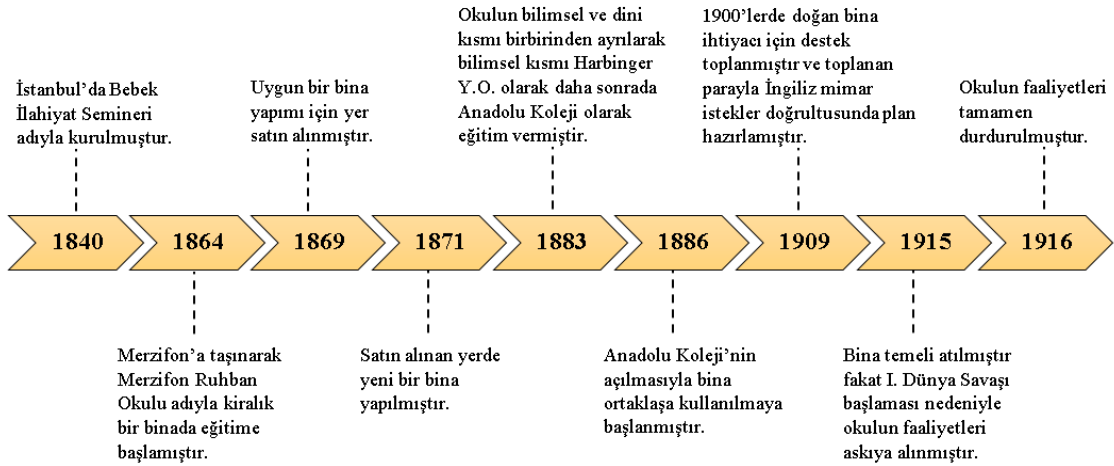 İstanbul’da Bebek
İlahiyat Semineri
adıyla kurulmuştur.
Uygun bir bina
yapımı için yer
satın alınmıştır.
Okulun bilimsel ve dini
kısmı birbirinden ayrılarak
bilimsel kısmı Harbinger
Y.O. olarak daha sonrada
Anadolu Koleji olarak
eğitim vermiştir.
1900’lerde doğan bina
ihtiyacı için destek
toplanmıştır ve toplanan
parayla İngiliz mimar
istekler doğrultusunda plan
hazırlamıştır.
Okulun faaliyetleri
tamamen
durdurulmuştur.
1840
1864
1869
1871
1883
1886
1909
1915
1916
Merzifon’a taşınarak
Merzifon Ruhban
Okulu adıyla kiralık
bir binada eğitime
başlamıştır.
Satın alınan yerde
yeni bir bina
yapılmıştır.
Anadolu Koleji’nin
açılmasıyla bina
ortaklaşa kullanılmaya
başlanmıştır.
Bina temeli atılmıştır
fakat I. Dünya Savaşı
başlaması nedeniyle
okulun faaliyetleri
askıya alınmıştır.